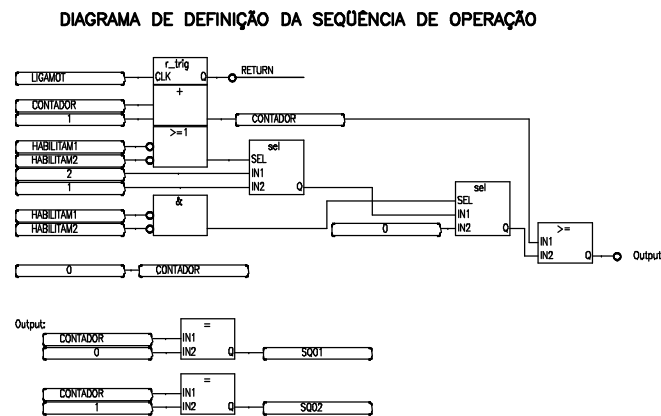 DIAGRAMA DE DEFINIÇÃO DA SEQÜÊNCIA DE OPERAÇÃO
r_trig
LIGAMOT CLK Q RETURN
+
CONTADOR
1 CONTADOR
>=1
HABILITAM1 sel
HABILITAM2 SEL
2 IN1
1 IN2 Q
sel
& SEL
HABILITAM1 IN1
HABILITAM2 0 IN2 Q >=
IN1
IN2 Q Output
0 CONTADOR
Output:
=
CONTADOR IN1
0 IN2 Q SQ01
=
CONTADOR IN1
1 IN2 Q SQ02